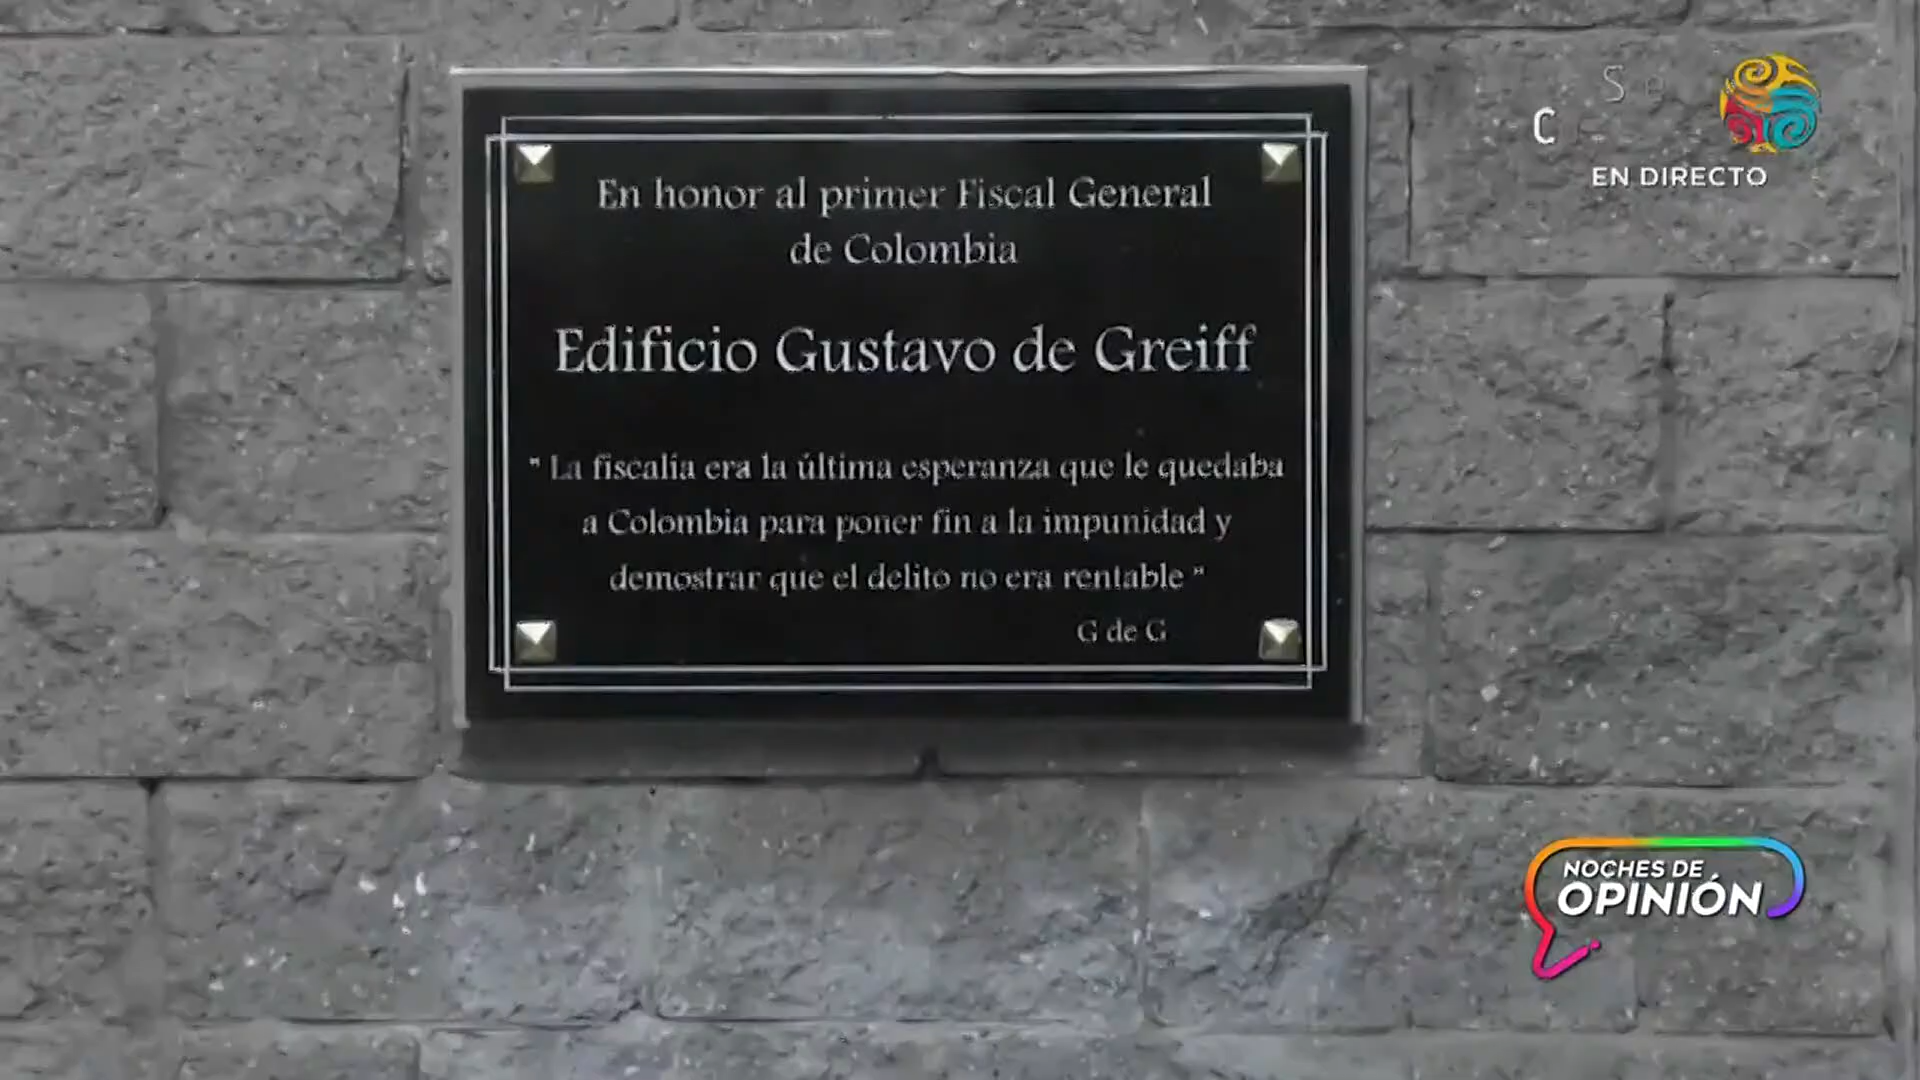 En honor al primer Fiscal General
de Colombia
Edificio Gustavo de Greiff
" La fiscalía era la última esperanza que le quedaba
a Colombia para poner fin a la impunidad y
demostrar que el delito no era rentable "
G de G
EN DIRECTO
NOCHES DE
OPINIÓN